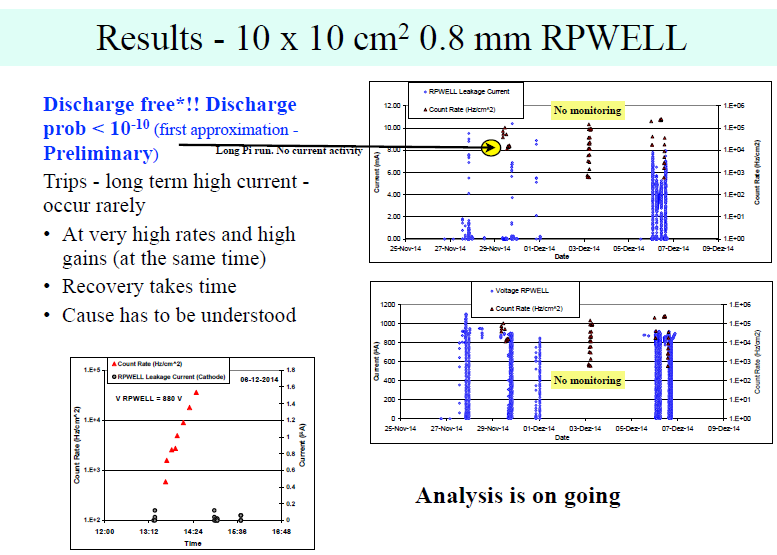 Results - 10 x 10 cm² 0.8 mm RPWELL
Discharge free*!! Discharge
prob < 10⁻¹⁰ (first approximation -
Preliminary)
Long Pi run. No current activity
Trips - long term high current -
occur rarely
• At very high rates and high
gains (at the same time)
• Recovery takes time
• Cause has to be understood
RPWELL Leakage Current
Count Rate (Hz/cm^2)
No monitoring
12.00
10.00
8.00
6.00
4.00
2.00
0.00
Current (mA)
1.E+06
1.E+05
1.E+04
1.E+03
1.E+02
1.E+01
1.E+00
Count Rate (Hz/cm2)
25-Nov-14 27-Nov-14 29-Nov-14 01-Dez-14 03-Dez-14 05-Dez-14 07-Dez-14 09-Dez-14
Date
Voltage RPWELL
Count Rate (Hz/cm^2)
No monitoring
1200
1000
800
600
400
200
0
Current (µA)
1.E+06
1.E+05
1.E+04
1.E+03
1.E+02
1.E+01
1.E+00
Count Rate (Hz/cm2)
25-Nov-14 27-Nov-14 29-Nov-14 01-Dez-14 03-Dez-14 05-Dez-14 07-Dez-14 09-Dez-14
Date
Count Rate (Hz/cm^2)
RPWELL Leakage Current (Cathode)
06-12-2014
V RPWELL = 880 V
1.E+5
1.E+4
1.E+3
1.E+2
Count Rate (Hz/cm^2)
1.8
1.6
1.4
1.2
1
0.8
0.6
0.4
0.2
0
Current (µA)
12:00 13:12 14:24 15:36 16:48
Time
Analysis is on going